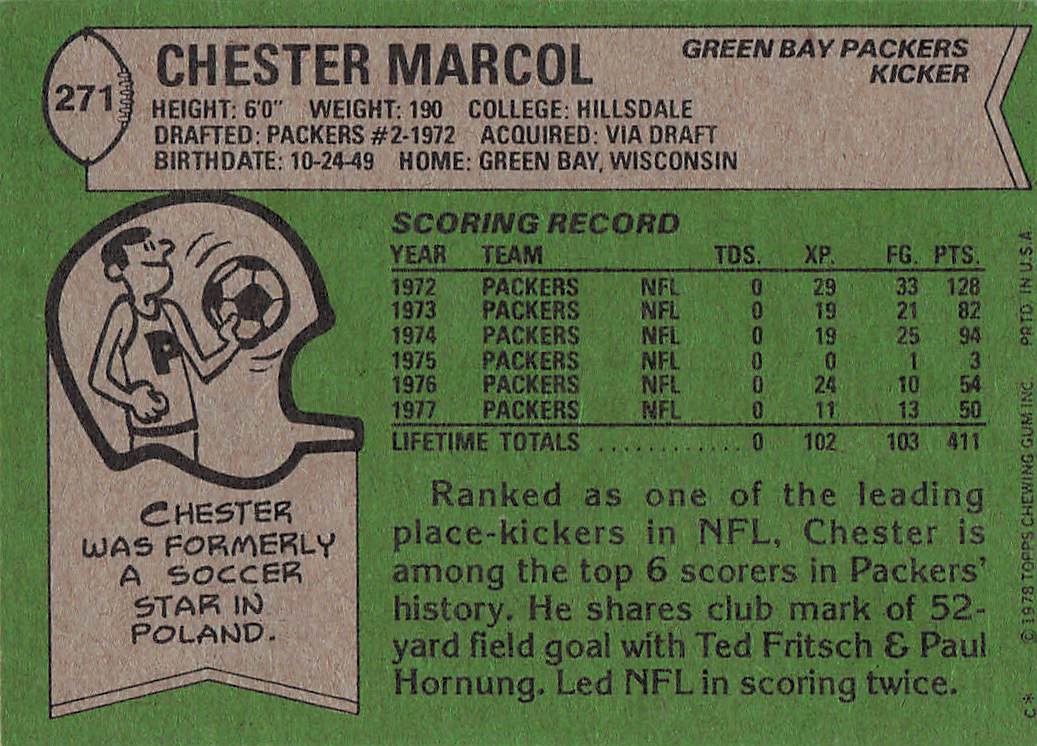 271
CHESTER MARCOL
GREEN BAY PACKERS
KICKER
HEIGHT: 6'0" WEIGHT: 190 COLLEGE: HILLSDALE
DRAFTED: PACKERS #2-1972 ACQUIRED: VIA DRAFT
BIRTHDATE: 10-24-49 HOME: GREEN BAY, WISCONSIN
P
CHESTER
WAS FORMERLY
A SOCCER
STAR IN
POLAND.
SCORING RECORD
YEAR TEAM TDS. XP. FG. PTS.
1972 PACKERS NFL 0 29 33 128
1973 PACKERS NFL 0 19 21 82
1974 PACKERS NFL 0 19 25 94
1975 PACKERS NFL 0 0 1 3
1976 PACKERS NFL 0 24 10 54
1977 PACKERS NFL 0 11 13 50
LIFETIME TOTALS ............ 0 102 103 411
Ranked as one of the leading
place-kickers in NFL, Chester is
among the top 6 scorers in Packers'
history. He shares club mark of 52-
yard field goal with Ted Fritsch & Paul
Hornung. Led NFL in scoring twice.
C* © 1978 TOPPS CHEWING GUM INC. PRTD. IN U.S.A.